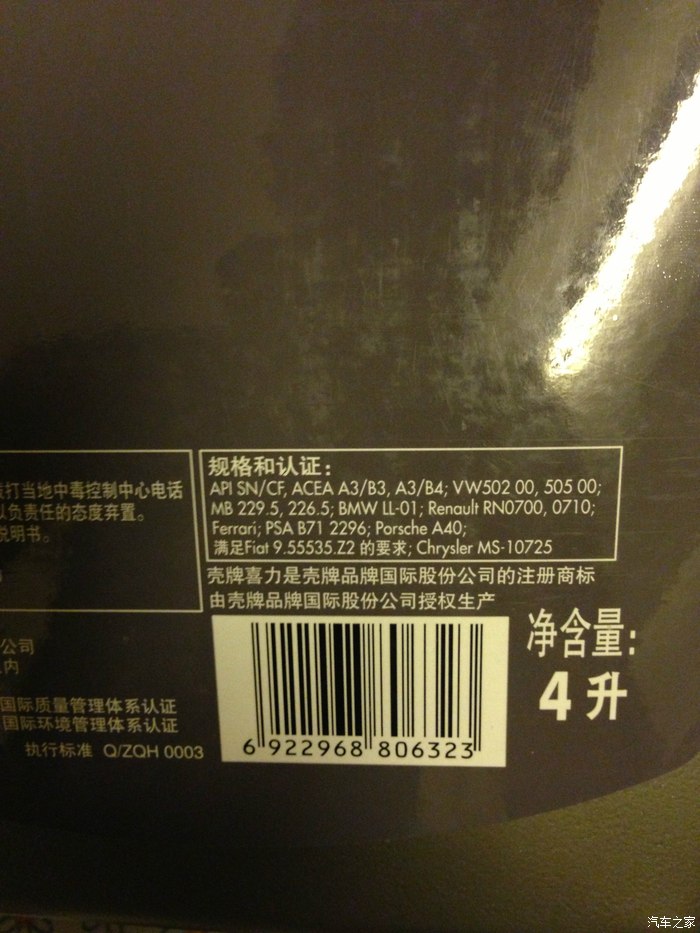 打当地中毒控制中心电话
以负责任的态度弃置。
说明书。
规格和认证：
API SN/CF, ACEA A3/B3, A3/B4; VW502 00, 505 00;
MB 229.5, 226.5; BMW LL-01; Renault RN0700, 0710;
Ferrari; PSA B71 2296; Porsche A40;
满足Fiat 9.55535.Z2 的要求; Chrysler MS-10725
壳牌喜力是壳牌品牌国际股份公司的注册商标
由壳牌品牌国际股份公司授权生产
公司
内
国际质量管理体系认证
国际环境管理体系认证
执行标准 Q/ZQH 0003
6 922968 806323
净含量:
4升
汽车之家